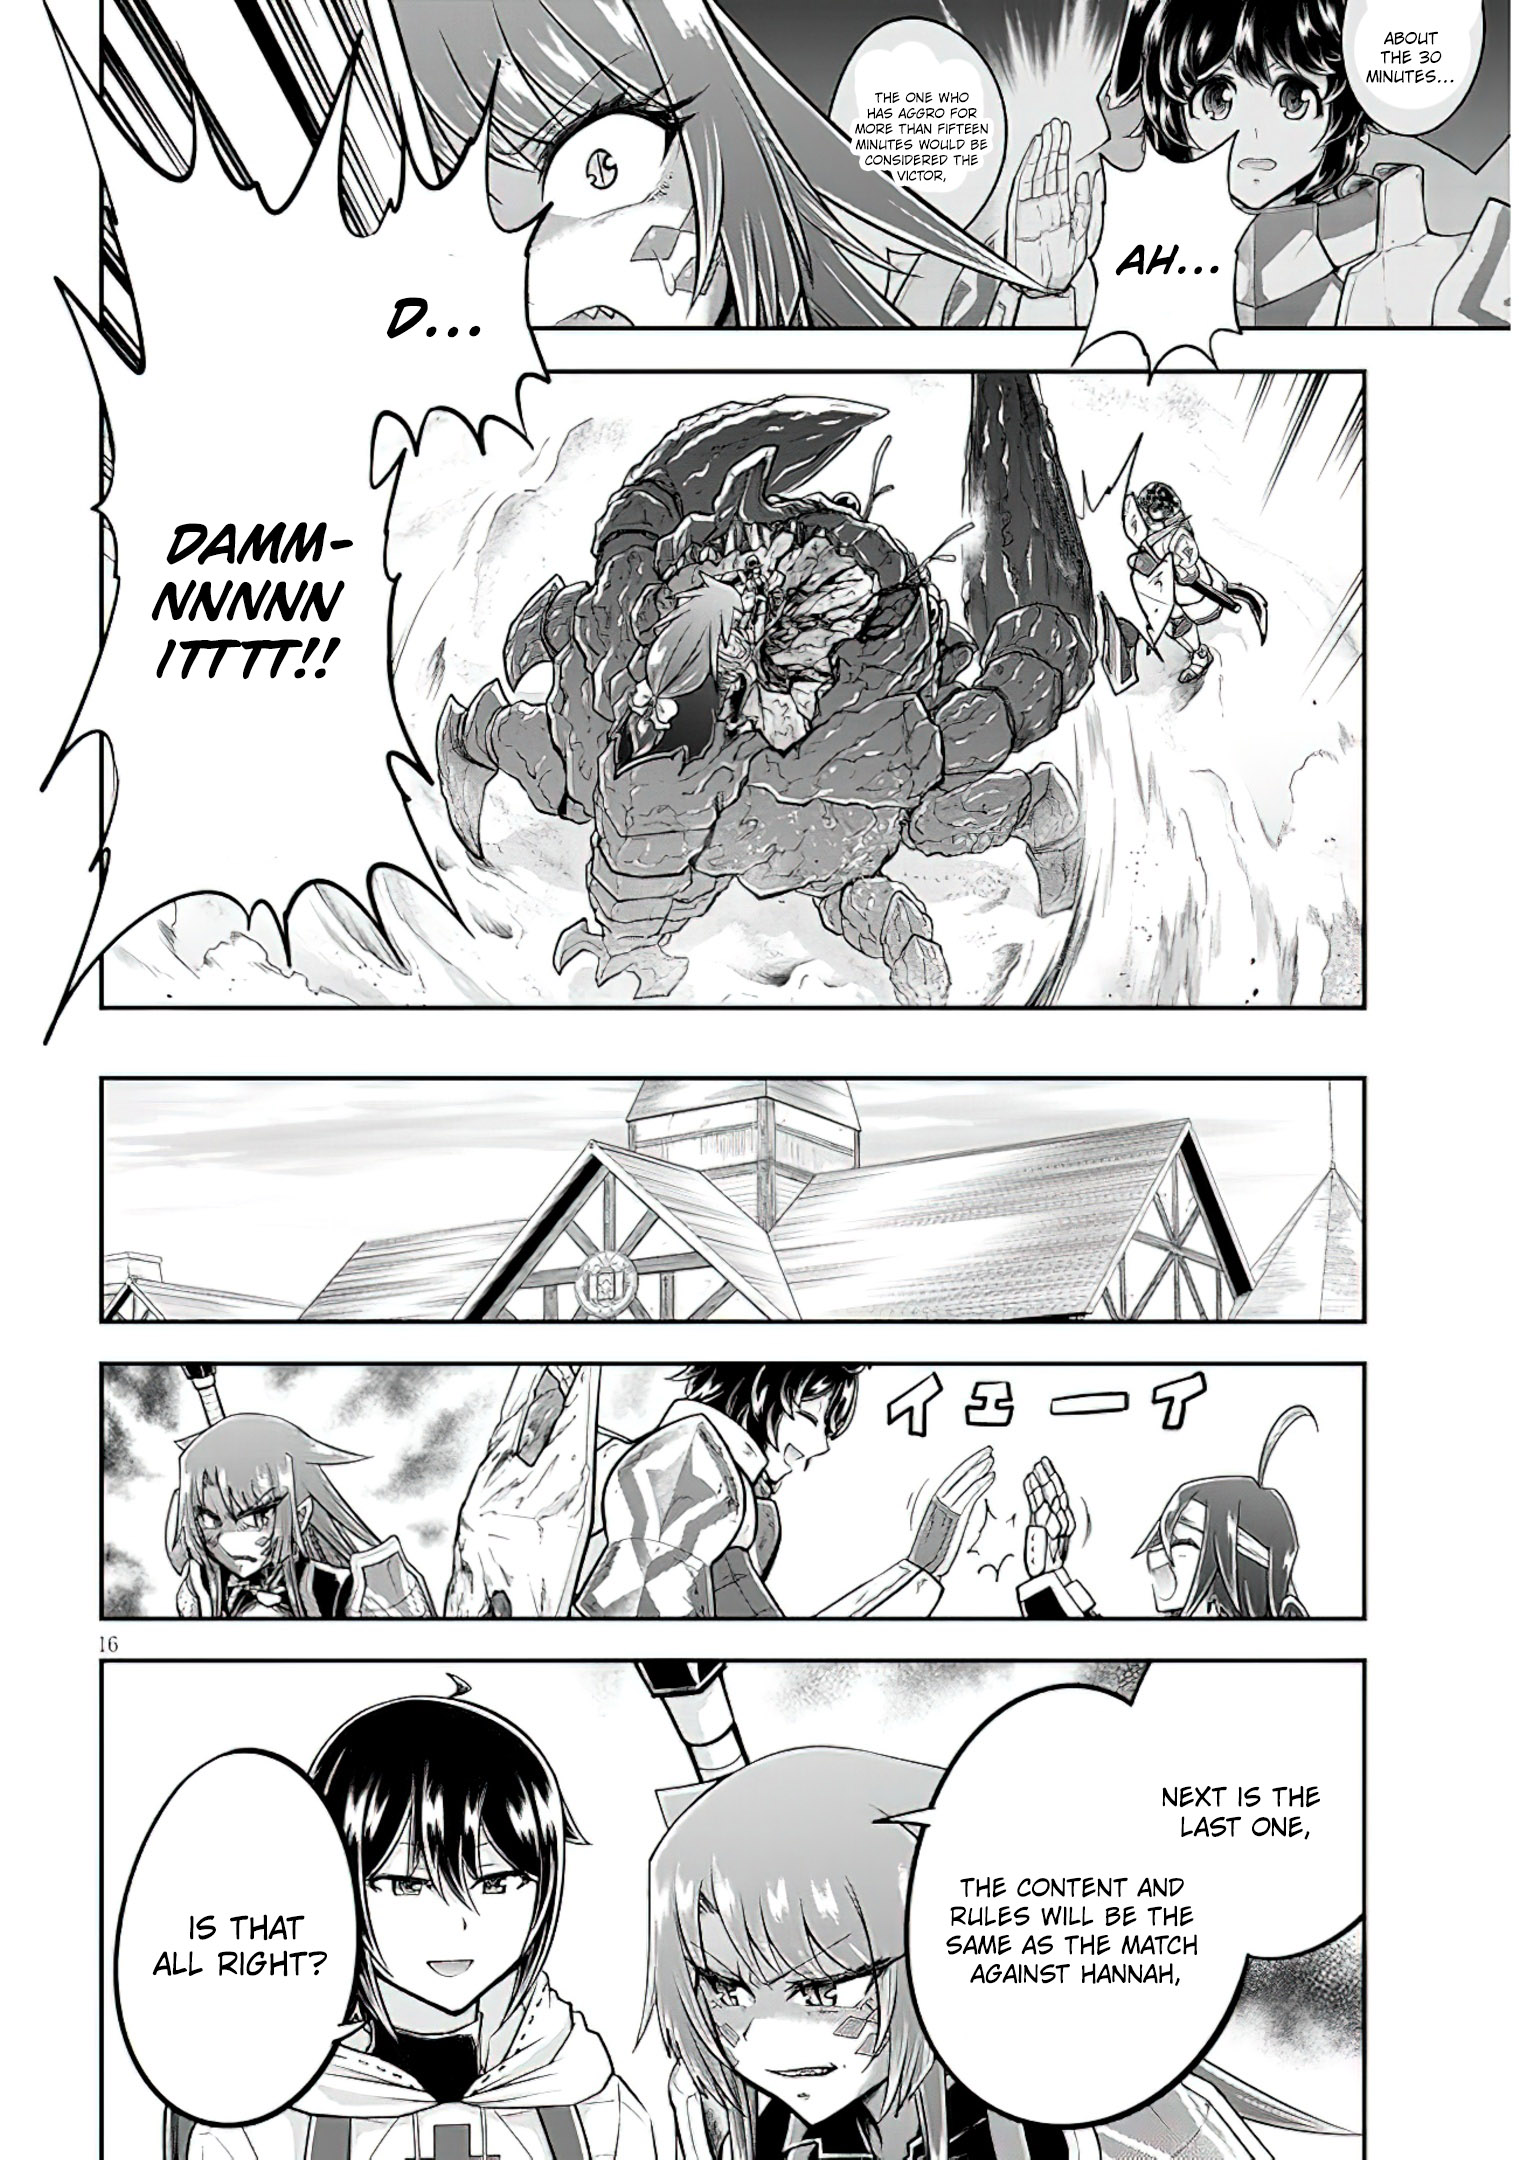 ABOUT
THE 30
MINUTES...
THE ONE WHO
HAS AGGRO FOR
MORE THAN FIFTEEN
MINUTES WOULD BE
CONSIDERED THE
VICTOR,
AH...
D...
DAMM-
NNNNN
ITTTT!!
イェーイ
16
NEXT IS THE
LAST ONE,
THE CONTENT AND
RULES WILL BE THE
SAME AS THE MATCH
AGAINST HANNAH,
IS THAT
ALL RIGHT?